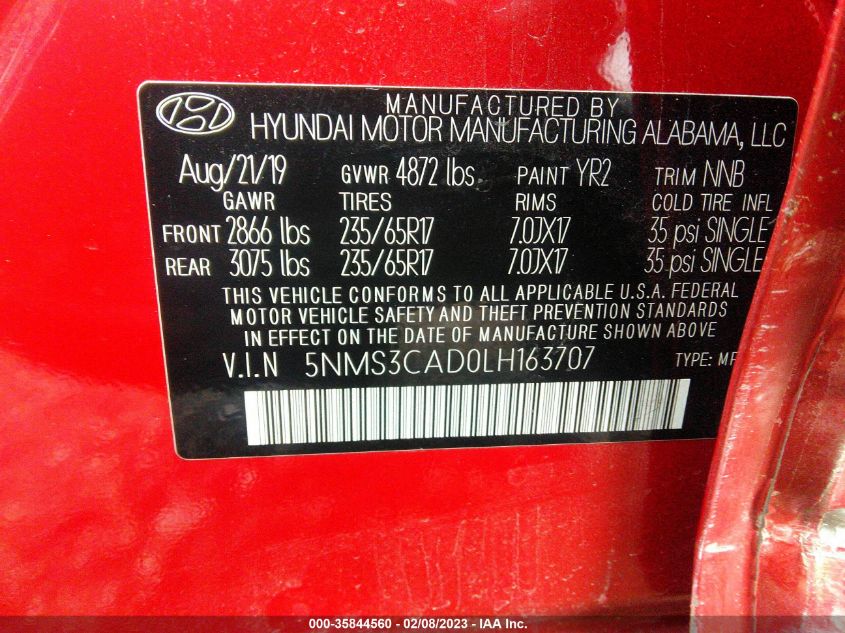 MANUFACTURED BY
HYUNDAI MOTOR MANUFACTURING ALABAMA, LLC
Aug/21/19 GVWR 4872 lbs PAINT YR2 TRIM NNB
GAWR TIRES RIMS COLD TIRE INFL
FRONT 2866 lbs 235/65R17 7.0JX17 35 psi SINGLE
REAR 3075 lbs 235/65R17 7.0JX17 35 psi SINGLE
THIS VEHICLE CONFORMS TO ALL APPLICABLE U.S.A. FEDERAL
MOTOR VEHICLE SAFETY AND THEFT PREVENTION STANDARDS
IN EFFECT ON THE DATE OF MANUFACTURE SHOWN ABOVE
V.I.N 5NMS3CAD0LH163707 TYPE:
000-35844560 - 02/08/2023 - IAA Inc.